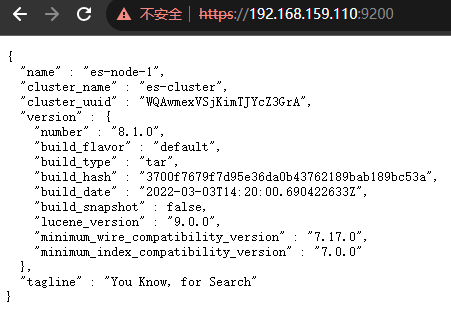 不安全 https://192.168.159.110:9200
{
  "name" : "es-node-1",
  "cluster_name" : "es-cluster",
  "cluster_uuid" : "WQAwmexVSjKimTJYcZ3GrA",
  "version" : {
    "number" : "8.1.0",
    "build_flavor" : "default",
    "build_type" : "tar",
    "build_hash" : "3700f7679f7d95e36da0b43762189bab189bc53a",
    "build_date" : "2022-03-03T14:20:00.690422633Z",
    "build_snapshot" : false,
    "lucene_version" : "9.0.0",
    "minimum_wire_compatibility_version" : "7.17.0",
    "minimum_index_compatibility_version" : "7.0.0"
  },
  "tagline" : "You Know, for Search"
}